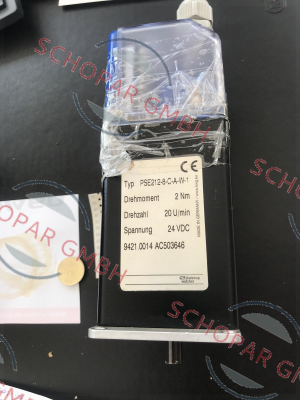 SCHOPAR GMBH
Typ PSE212-8-C-A-W-1
Drehmoment 2 Nm
Drehzahl 20 U/min
Spannung 24 VDC
9421.0014 AC503646
SCHOPAR GMBH
SCHOPAR GMBH